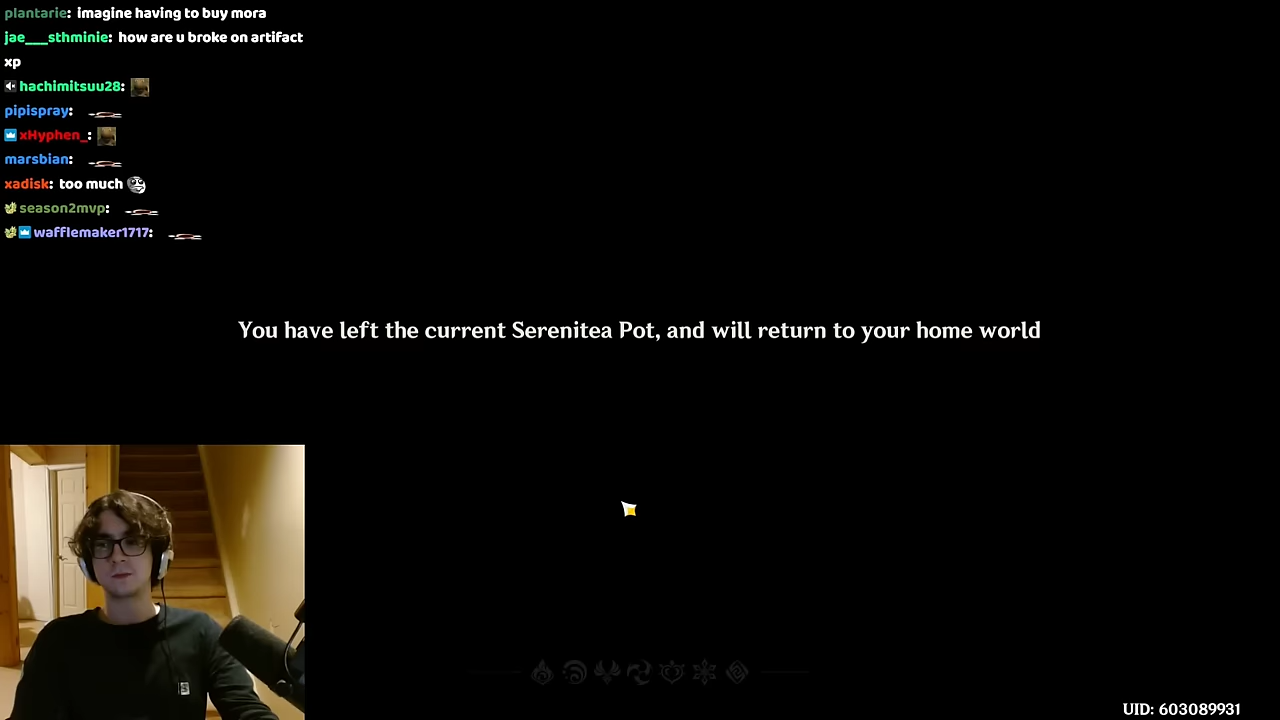 plantarie: imagine having to buy mora
jae___sthminie: how are u broke on artifact
xp
hachimitsuu28:
pipispray:
xHyphen_:
marsbian:
xadisk: too much
season2mvp:
wafflemaker1717:
You have left the current Serenitea Pot, and will return to your home world
UID: 603089931